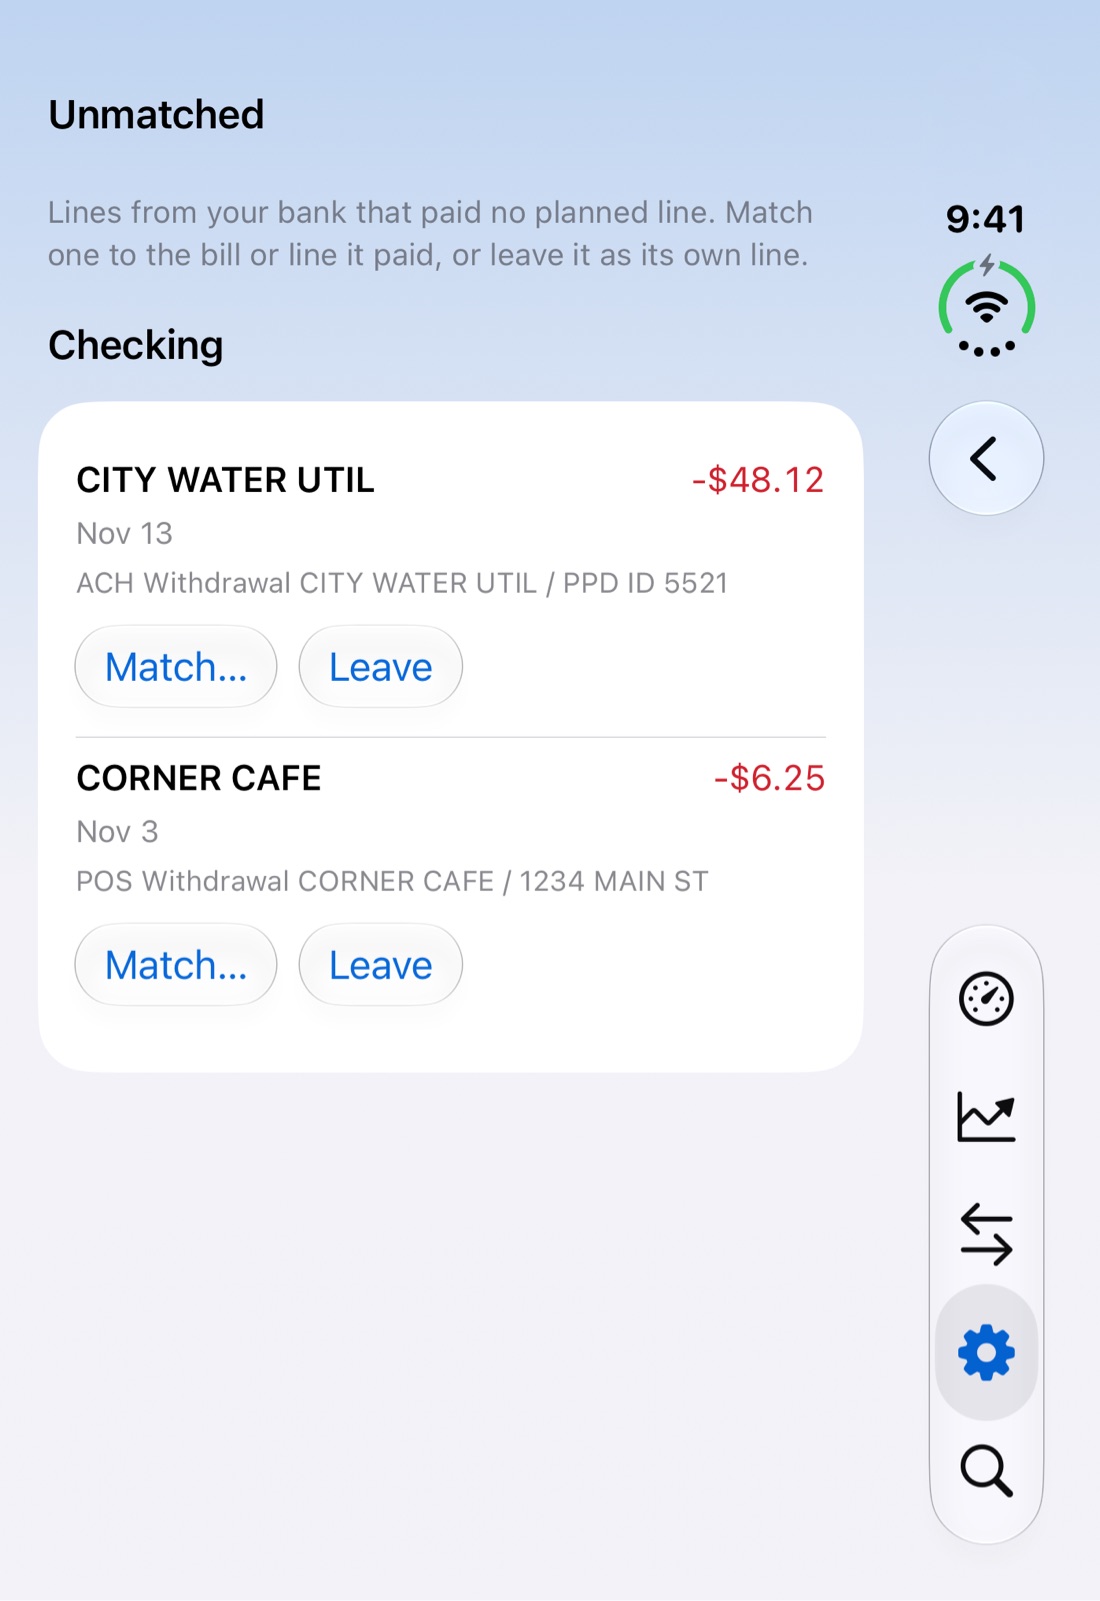 Unmatched
Lines from your bank that paid no planned line. Match
one to the bill or line it paid, or leave it as its own line.
9:41
Checking
CITY WATER UTIL -$48.12
Nov 13
ACH Withdrawal CITY WATER UTIL / PPD ID 5521
Match... Leave
CORNER CAFE -$6.25
Nov 3
POS Withdrawal CORNER CAFE / 1234 MAIN ST
Match... Leave